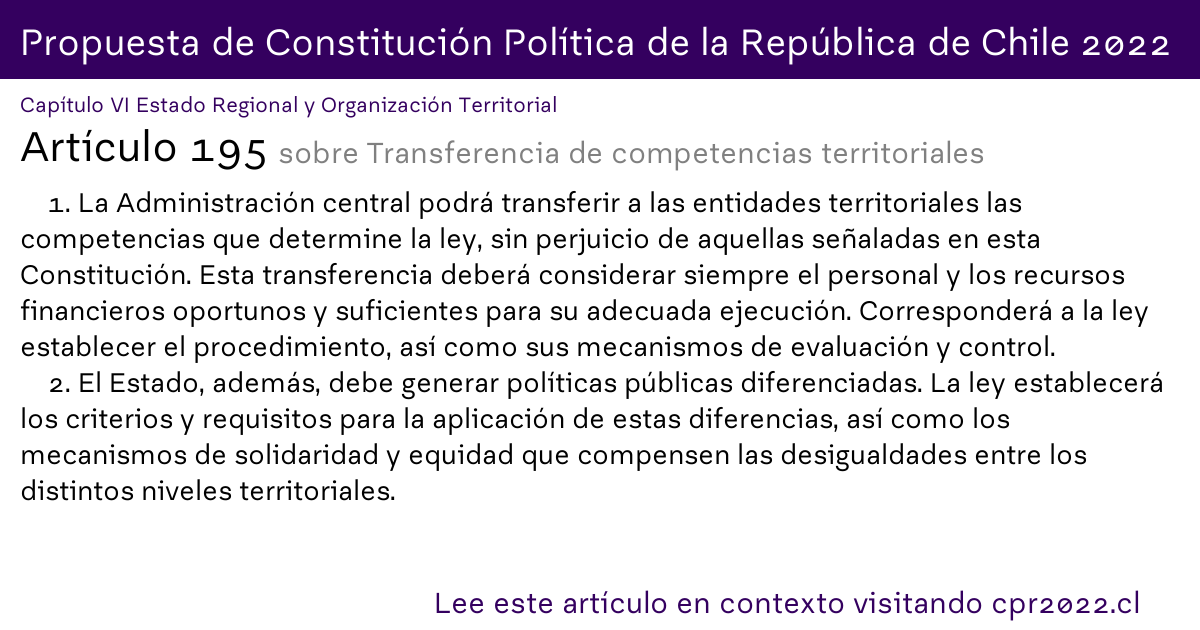 Propuesta de Constitución Política de la República de Chile 2022
Capítulo VI Estado Regional y Organización Territorial
Artículo 195 sobre Transferencia de competencias territoriales
1. La Administración central podrá transferir a las entidades territoriales las
competencias que determine la ley, sin perjuicio de aquellas señaladas en esta
Constitución. Esta transferencia deberá considerar siempre el personal y los recursos
financieros oportunos y suficientes para su adecuada ejecución. Corresponderá a la ley
establecer el procedimiento, así como sus mecanismos de evaluación y control.
2. El Estado, además, debe generar políticas públicas diferenciadas. La ley establecerá
los criterios y requisitos para la aplicación de estas diferencias, así como los
mecanismos de solidaridad y equidad que compensen las desigualdades entre los
distintos niveles territoriales.
Lee este artículo en contexto visitando cpr2022.cl